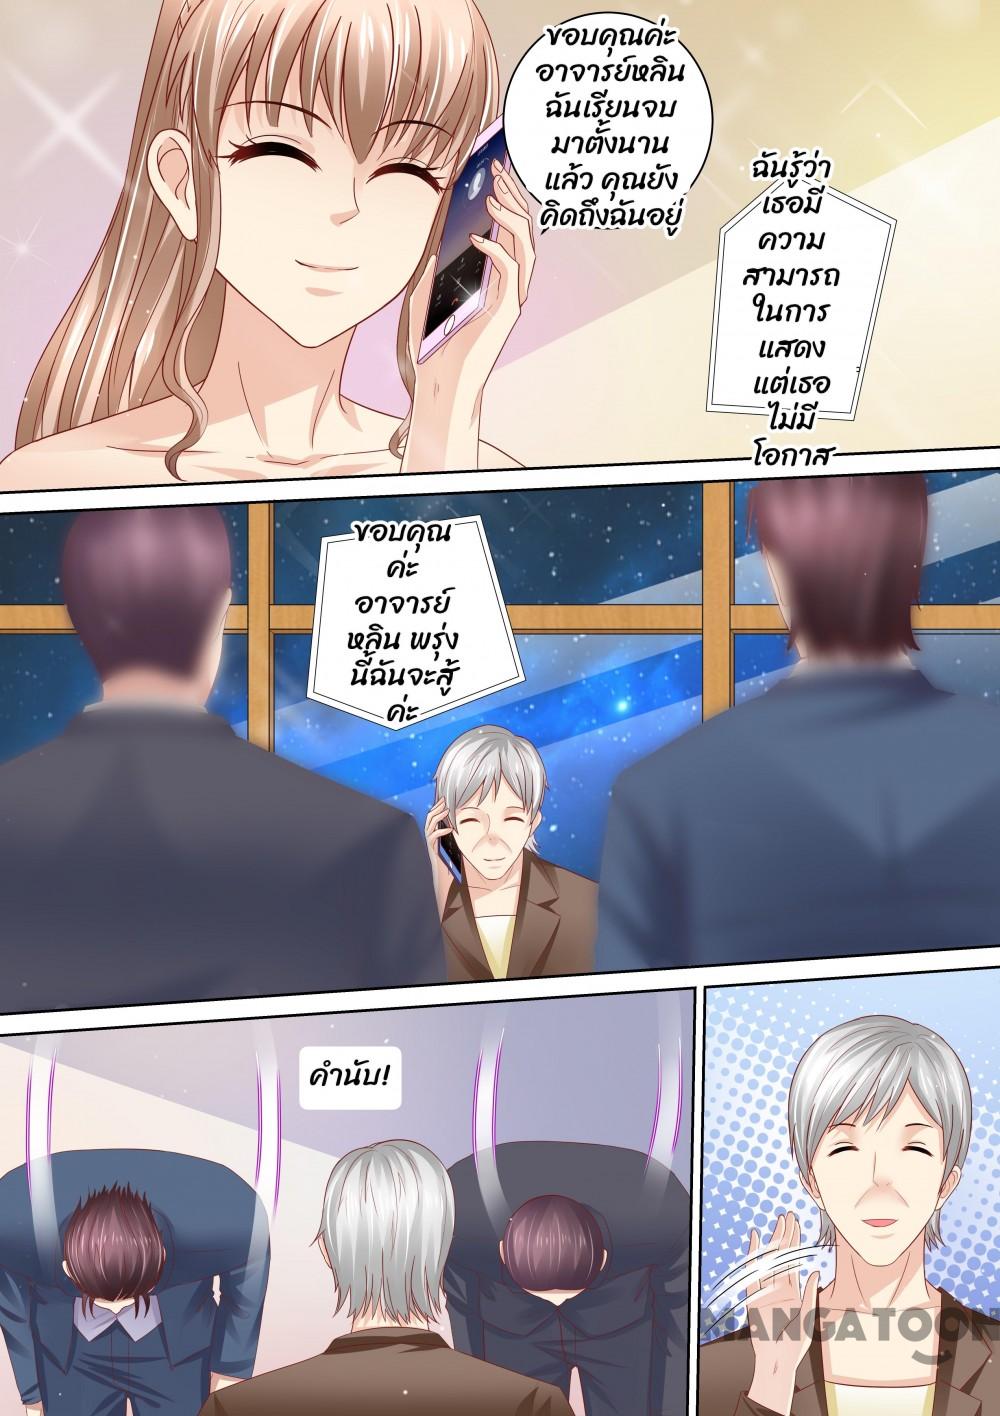 ขอบคุณค่ะ
อาจารย์หลิน
ฉันเรียนจบ
มาตั้งนาน
แล้ว คุณยัง
คิดถึงฉันอยู่
ฉันรู้ว่า
เธอมี
ความ
สามารถ
ในการ
แสดง
แต่เธอ
ไม่มี
โอกาส
ขอบคุณ
ค่ะ
อาจารย์
หลิน พรุ่ง
นี้ฉันจะสู้
ค่ะ
คำนับ!
MANGATOON